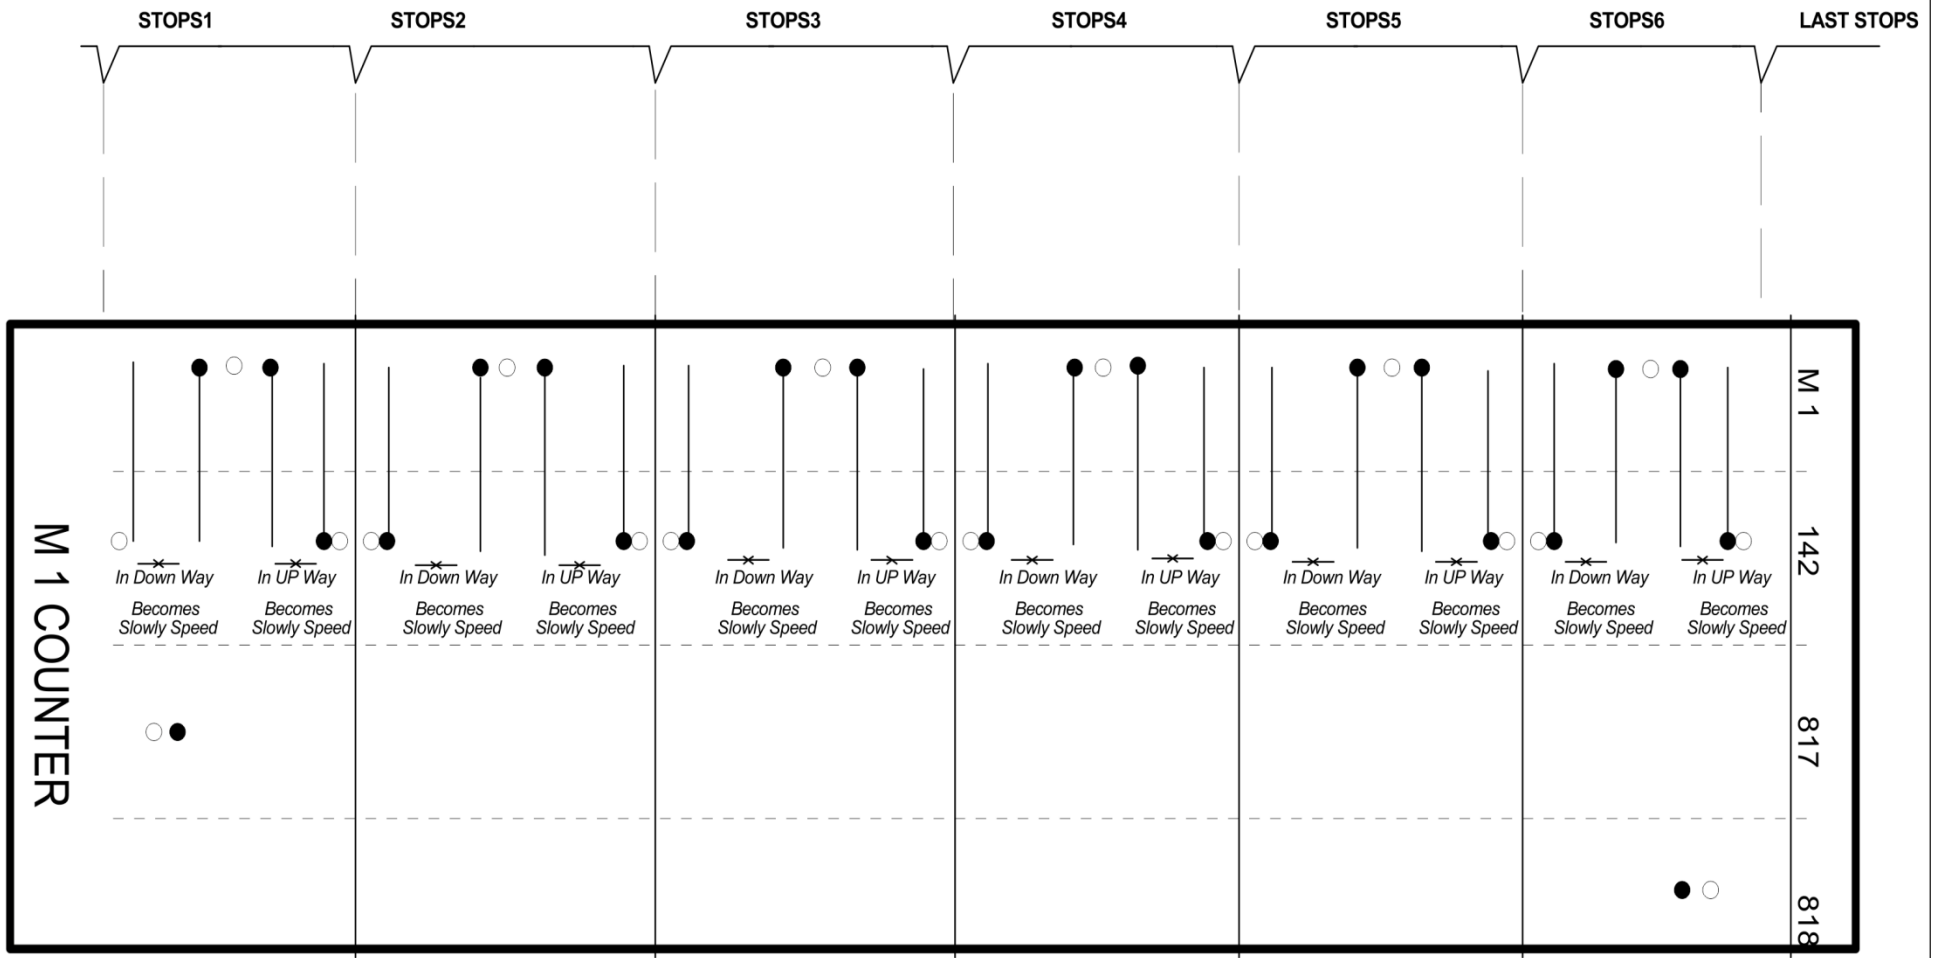 STOPS1 STOPS2 STOPS3 STOPS4 STOPS5 STOPS6 LAST STOPS
M 1 COUNTER
M 1
142
In Down Way In UP Way In Down Way In UP Way In Down Way In UP Way In Down Way In UP Way In Down Way In UP Way In Down Way In UP Way
Becomes Becomes Becomes Becomes Becomes Becomes Becomes Becomes Becomes Becomes Becomes Becomes
Slowly Speed Slowly Speed Slowly Speed Slowly Speed Slowly Speed Slowly Speed Slowly Speed Slowly Speed Slowly Speed Slowly Speed Slowly Speed Slowly Speed
817
818